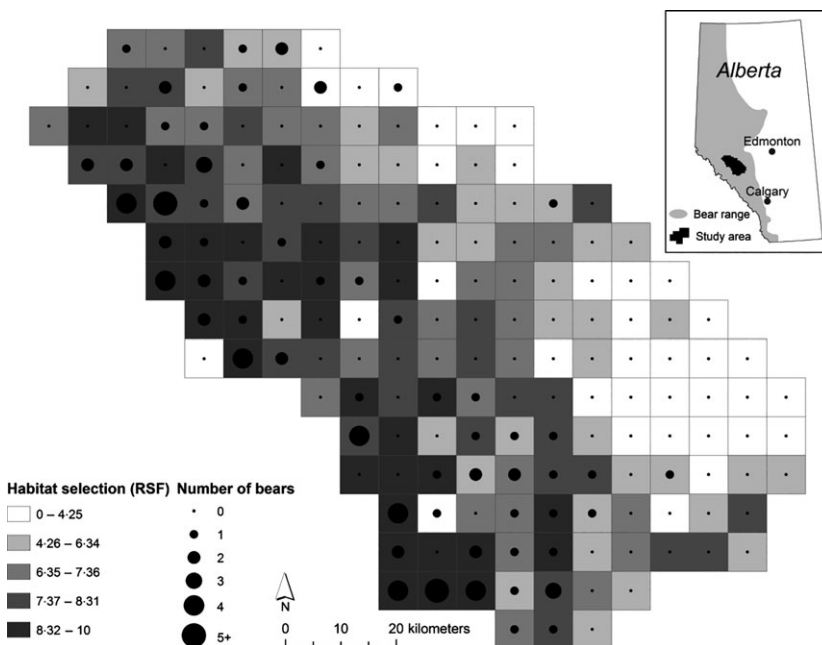 Alberta
Edmonton
Calgary
Bear range
Study area
Habitat selection (RSF)
0 – 4·25
4·26 – 6·34
6·35 – 7·36
7·37 – 8·31
8·32 – 10
Number of bears
0
1
2
3
4
5+
N
0 10 20 kilometers